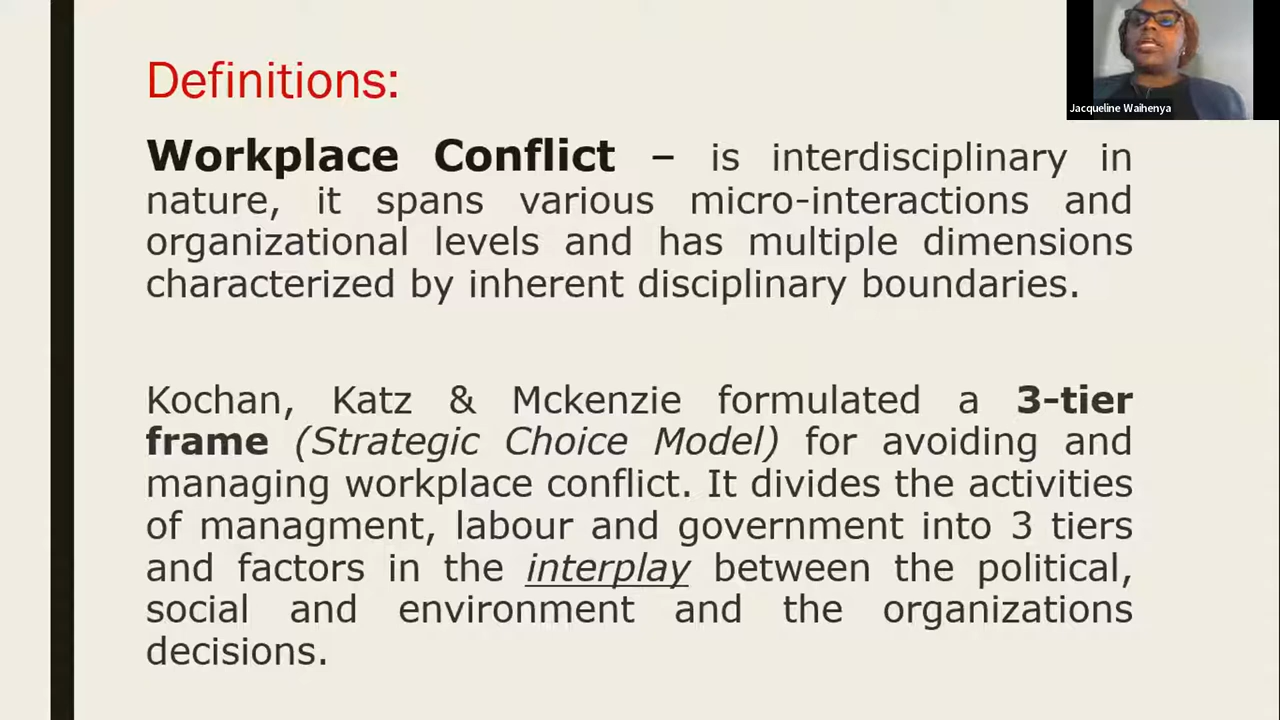 Definitions:
Jacqueline Waihenya
Workplace Conflict – is interdisciplinary in
nature, it spans various micro-interactions and
organizational levels and has multiple dimensions
characterized by inherent disciplinary boundaries.
Kochan, Katz & Mckenzie formulated a 3-tier
frame (Strategic Choice Model) for avoiding and
managing workplace conflict. It divides the activities
of managment, labour and government into 3 tiers
and factors in the interplay between the political,
social and environment and the organizations
decisions.